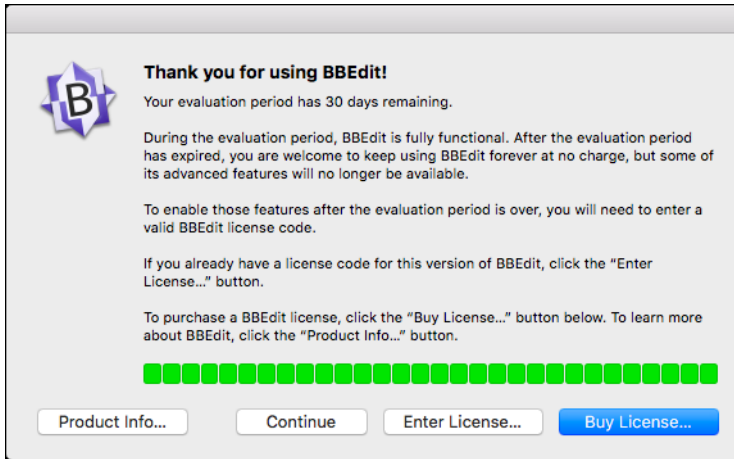 B
Thank you for using BBEdit!
Your evaluation period has 30 days remaining.
During the evaluation period, BBEdit is fully functional. After the evaluation period
has expired, you are welcome to keep using BBEdit forever at no charge, but some of
its advanced features will no longer be available.
To enable those features after the evaluation period is over, you will need to enter a
valid BBEdit license code.
If you already have a license code for this version of BBEdit, click the “Enter
License…” button.
To purchase a BBEdit license, click the “Buy License…” button below. To learn more
about BBEdit, click the “Product Info…” button.
Product Info... Continue Enter License... Buy License...